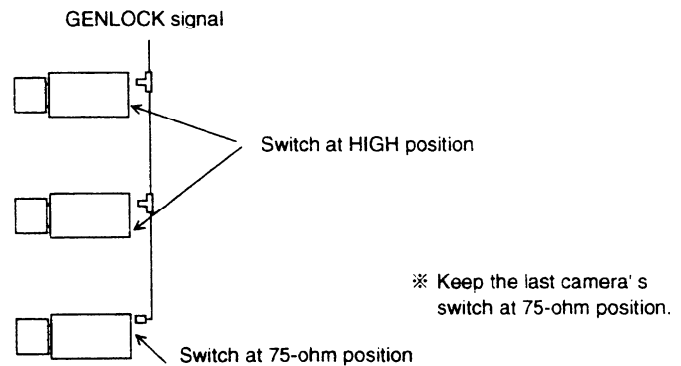 GENLOCK signal
Switch at HIGH position
※ Keep the last camera's
switch at 75-ohm position.
Switch at 75-ohm position